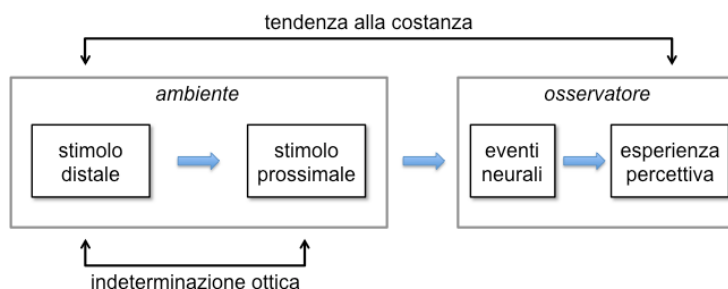 tendenza alla costanza
ambiente
osservatore
stimolo
distale
stimolo
prossimale
eventi
neurali
esperienza
percettiva
indeterminazione ottica